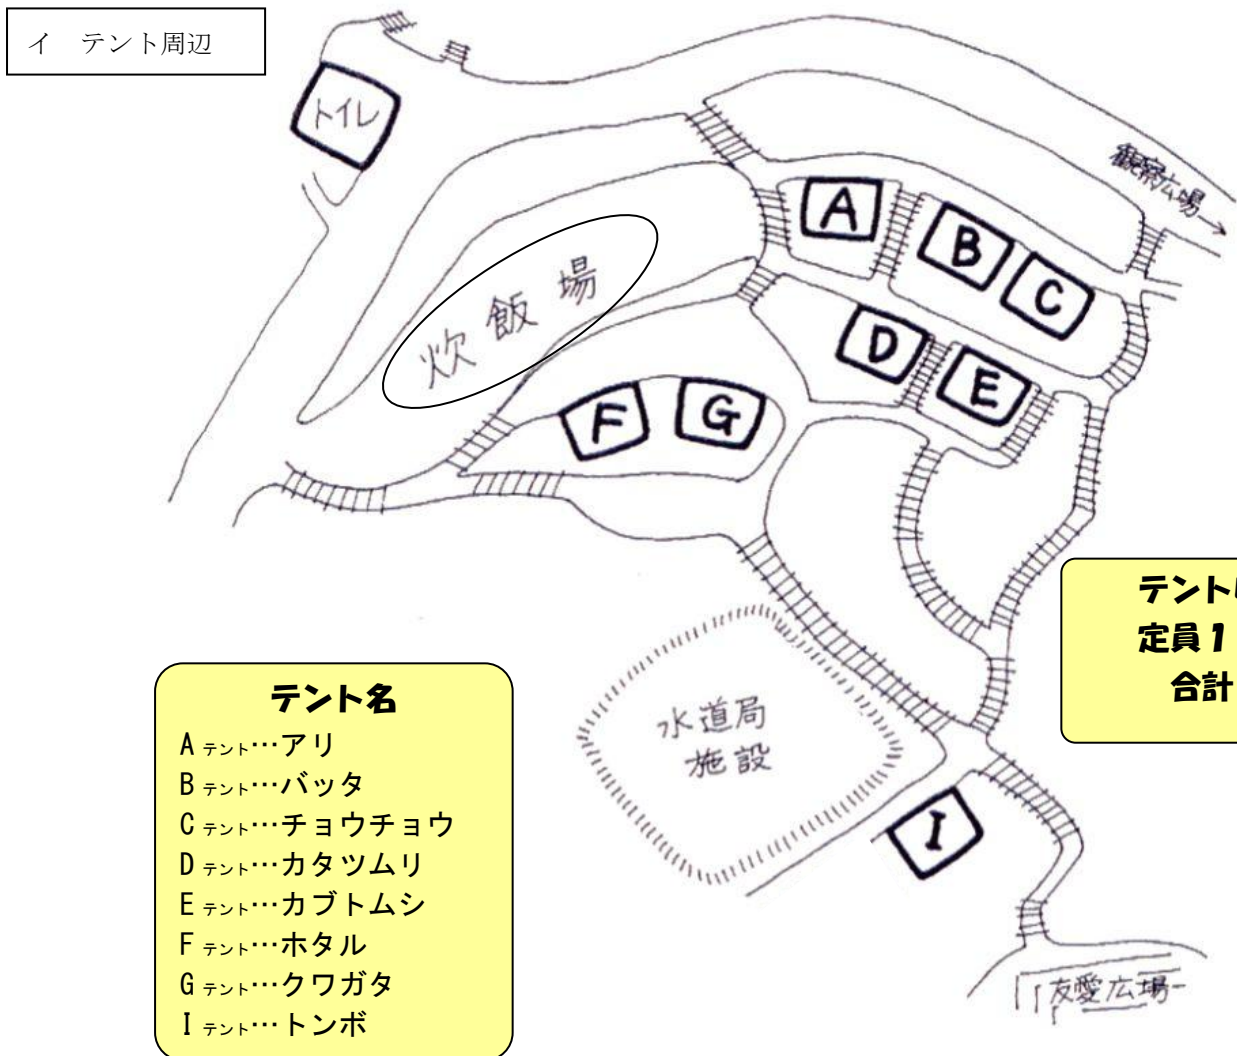 イ テント周辺
トイレ
観察広場→
A
B
C
炊飯場
D
E
F
G
テント
定員1
合計
水道局
施設
I
テント名
Aテント…アリ
Bテント…バッタ
Cテント…チョウチョウ
Dテント…カタツムリ
Eテント…カブトムシ
Fテント…ホタル
Gテント…クワガタ
Iテント…トンボ
友愛広場